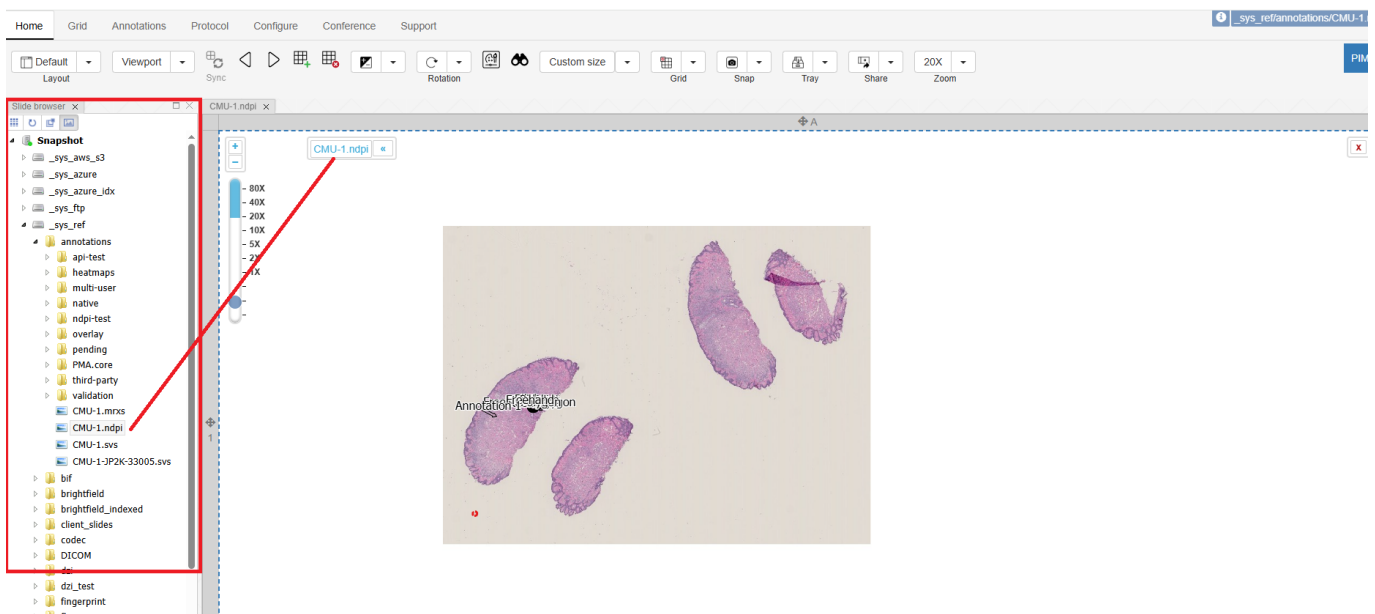 Home Grid Annotations Protocol Configure Conference Support
_sys_ref/annotations/CMU-1.
Default Viewport Custom size 20X
Layout Sync Rotation Grid Snap Tray Share Zoom
PIM
Slide browser x
CMU-1.ndpi x
A
Snapshot
_sys_aws_s3
_sys_azure
_sys_azure_idx
_sys_ftp
_sys_ref
annotations
api-test
heatmaps
multi-user
native
ndpi-test
overlay
pending
PMA.core
third-party
validation
CMU-1.mrxs
CMU-1.ndpi
CMU-1.svs
CMU-1-JP2K-33005.svs
bif
brightfield
brightfield_indexed
client_slides
codec
DICOM
dzi
dzi_test
fingerprint
1
+
−
CMU-1.ndpi «
x
80X
40X
20X
10X
5X
2X
1X
Freehand
Annotation